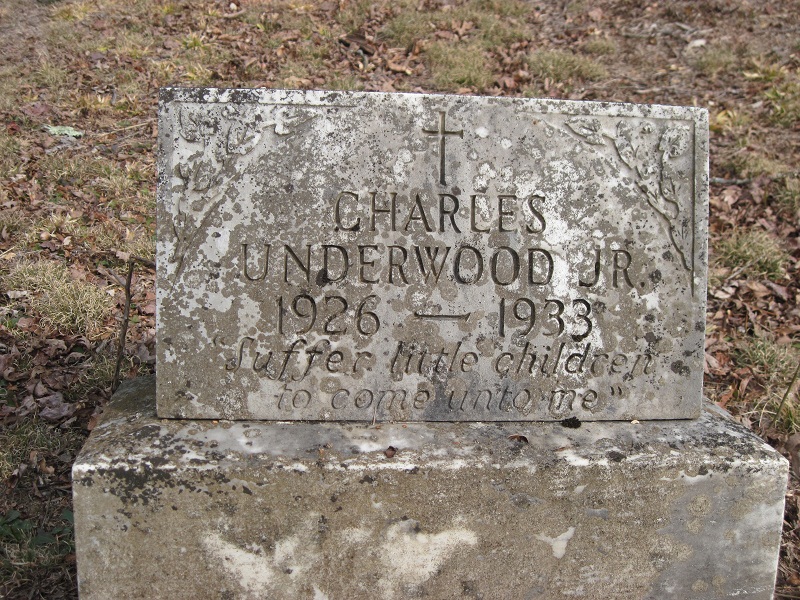 CHARLES
UNDERWOOD JR.
1926 — 1933
"Suffer little children
to come unto me"